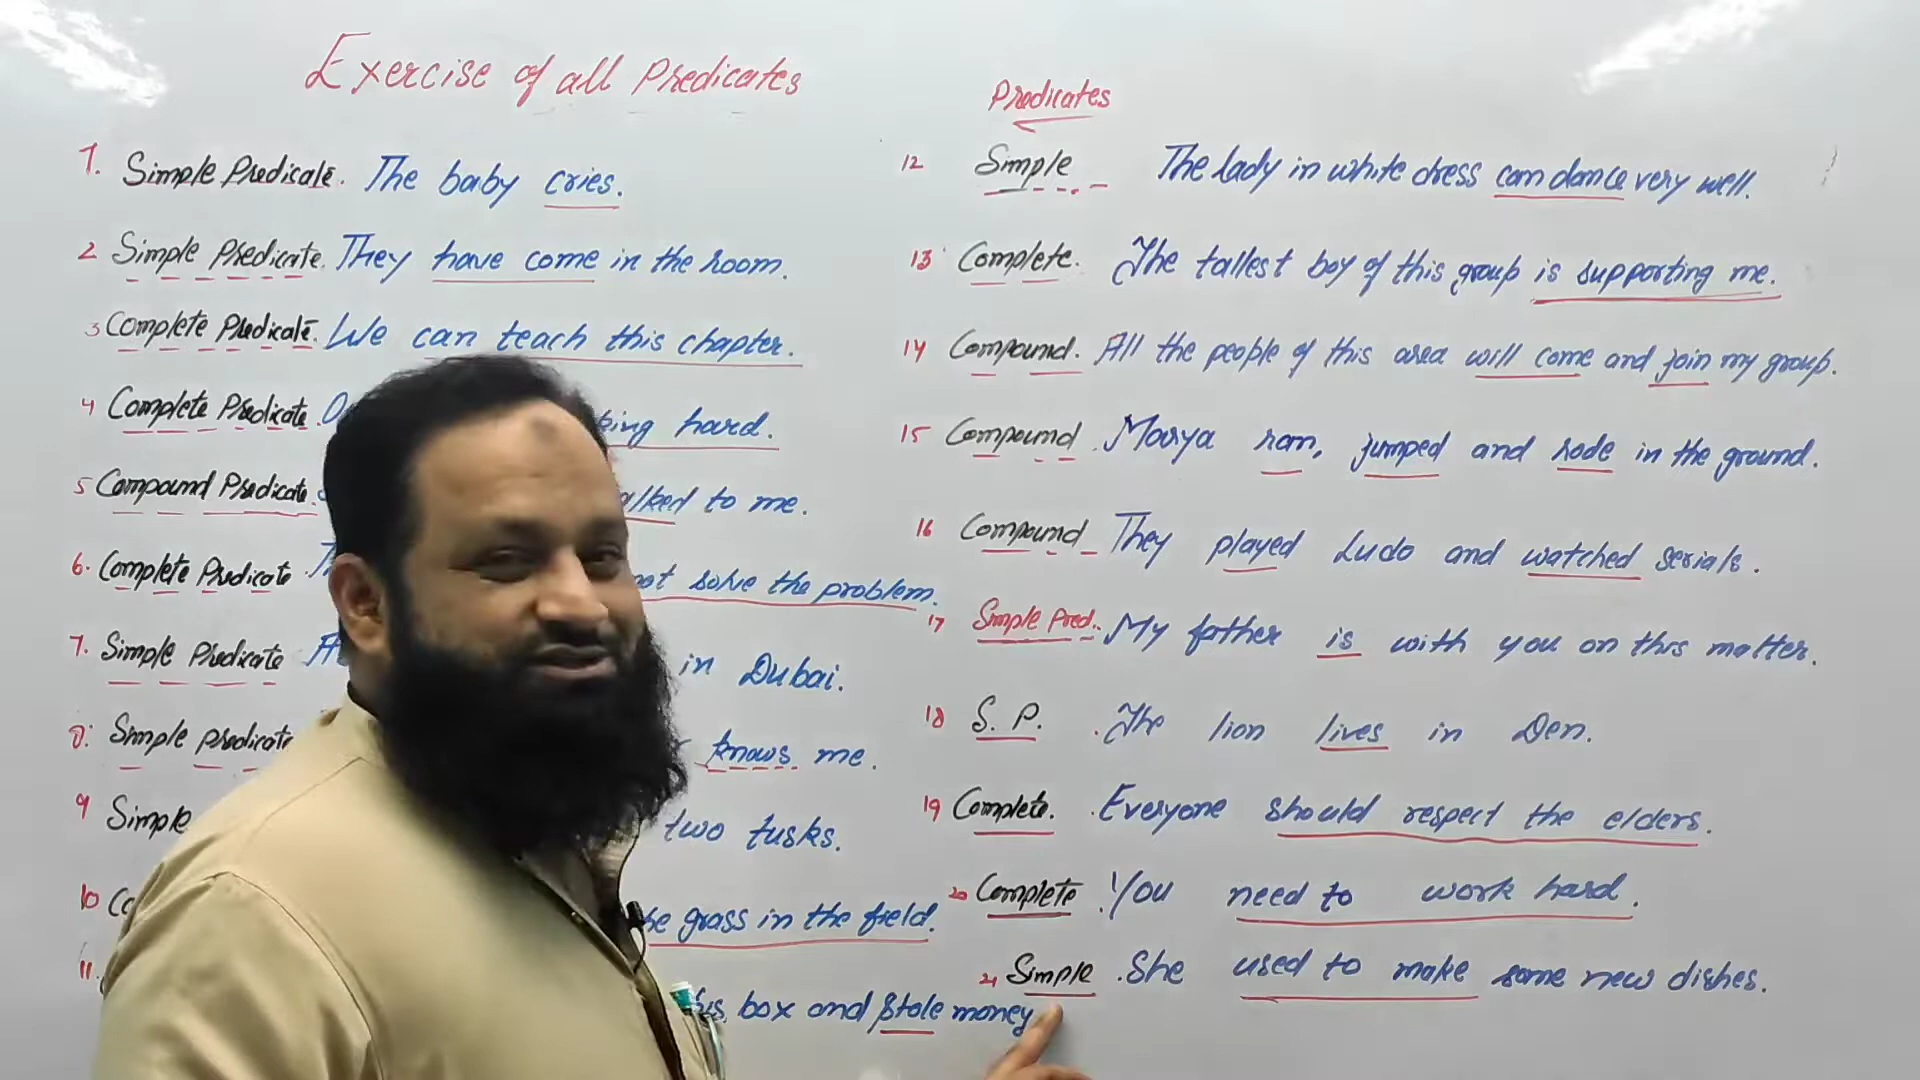 Exercise of all Predicates
1. Simple Predicate. The baby cries.
2 Simple Predicate. They have come in the room.
3 Complete Predicate. We can teach this chapter.
4 Complete Predicate. king hard.
5 Compound Predicate. alked to me.
6. Complete Predicate. not solve the problem.
7. Simple Predicate in Dubai.
8. Simple Predicate knows me.
9 Simple two tusks.
10 Co he grass in the field.
11. his box and stole money
Predicates
12 Simple The lady in white dress can dance very well.
13 Complete. The tallest boy of this group is supporting me.
14 Compound. All the people of this area will come and join my group.
15 Compound. Marya ran, jumped and rode in the ground.
16 Compound They played Ludo and watched serials.
17 Simple Pred.. My father is with you on this matter.
18 S. P. . The lion lives in Den.
19 Complete. . Everyone should respect the elders.
20 Complete . You need to work hard.
21 Simple . She used to make some new dishes.